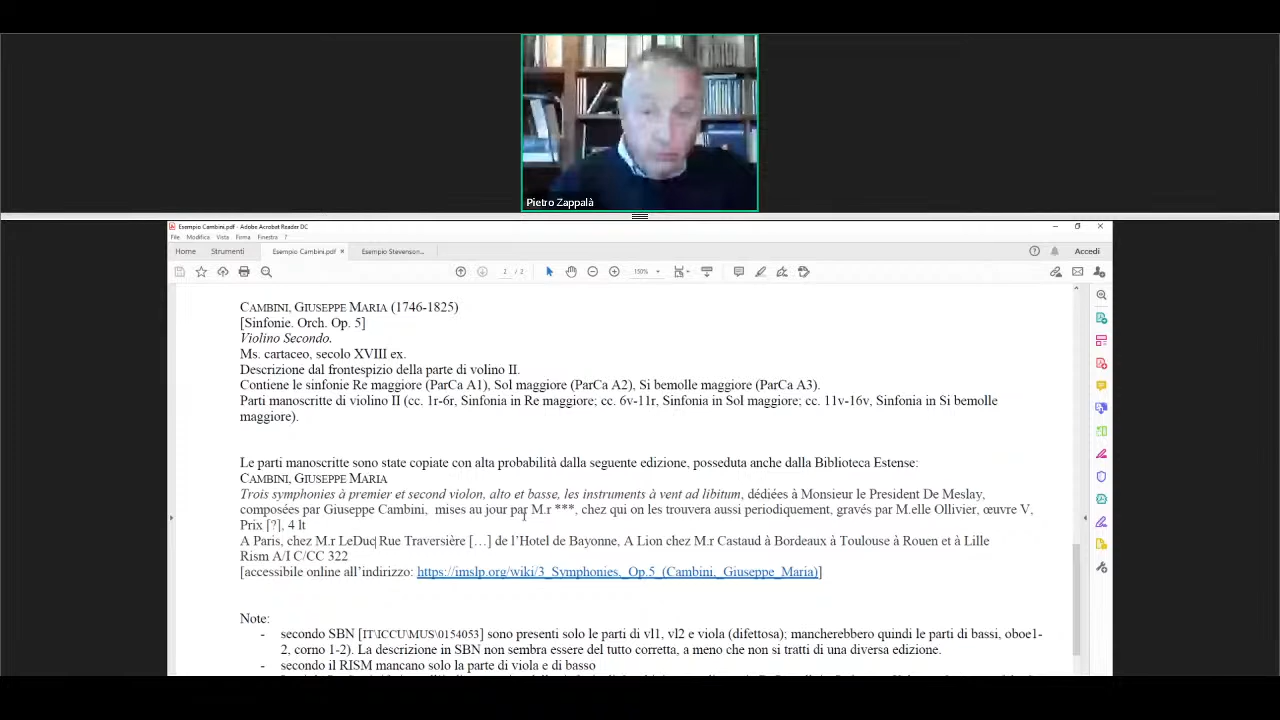 Pietro Zappalà
Esempio Cambini.pdf - Adobe Acrobat Reader DC
File Modifica Vista Firma Finestra ?
Home Strumenti Esempio Cambini.pdf × Esempio Stevenson... Accedi
2 / 2 150%
CAMBINI, GIUSEPPE MARIA (1746-1825)
[Sinfonie. Orch. Op. 5]
Violino Secondo.
Ms. cartaceo, secolo XVIII ex.
Descrizione dal frontespizio della parte di volino II.
Contiene le sinfonie Re maggiore (ParCa A1), Sol maggiore (ParCa A2), Si bemolle maggiore (ParCa A3).
Parti manoscritte di violino II (cc. 1r-6r, Sinfonia in Re maggiore; cc. 6v-11r, Sinfonia in Sol maggiore; cc. 11v-16v, Sinfonia in Si bemolle
maggiore).
Le parti manoscritte sono state copiate con alta probabilità dalla seguente edizione, posseduta anche dalla Biblioteca Estense:
CAMBINI, GIUSEPPE MARIA
Trois symphonies à premier et second violon, alto et basse, les instruments à vent ad libitum, dédiées à Monsieur le President De Meslay,
composées par Giuseppe Cambini, mises au jour par M.r ***, chez qui on les trouvera aussi periodiquement, gravés par M.elle Ollivier, œuvre V,
Prix [?], 4 lt
A Paris, chez M.r LeDuc Rue Traversière […] de l'Hotel de Bayonne, A Lion chez M.r Castaud à Bordeaux à Toulouse à Rouen et à Lille
Rism A/I C/CC 322
[accessibile online all'indirizzo: https://imslp.org/wiki/3_Symphonies,_Op.5_(Cambini,_Giuseppe_Maria)]
Note:
- secondo SBN [IT\ICCU\MUS\0154053] sono presenti solo le parti di vl1, vl2 e viola (difettosa); mancherebbero quindi le parti di bassi, oboe1-
2, corno 1-2). La descrizione in SBN non sembra essere del tutto corretta, a meno che non si tratti di una diversa edizione.
- secondo il RISM mancano solo la parte di viola e di basso